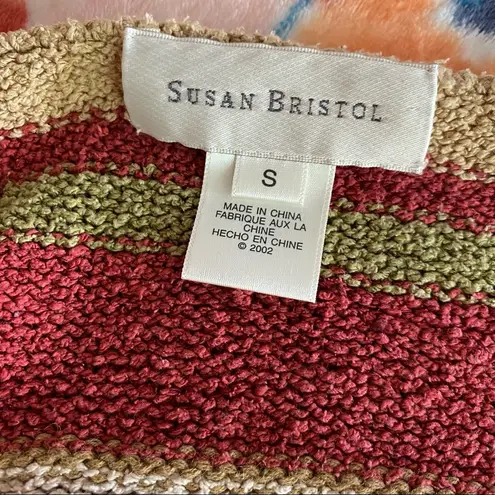 SUSAN BRISTOL
S
MADE IN CHINA
FABRIQUE AUX LA
CHINE
HECHO EN CHINE
© 2002